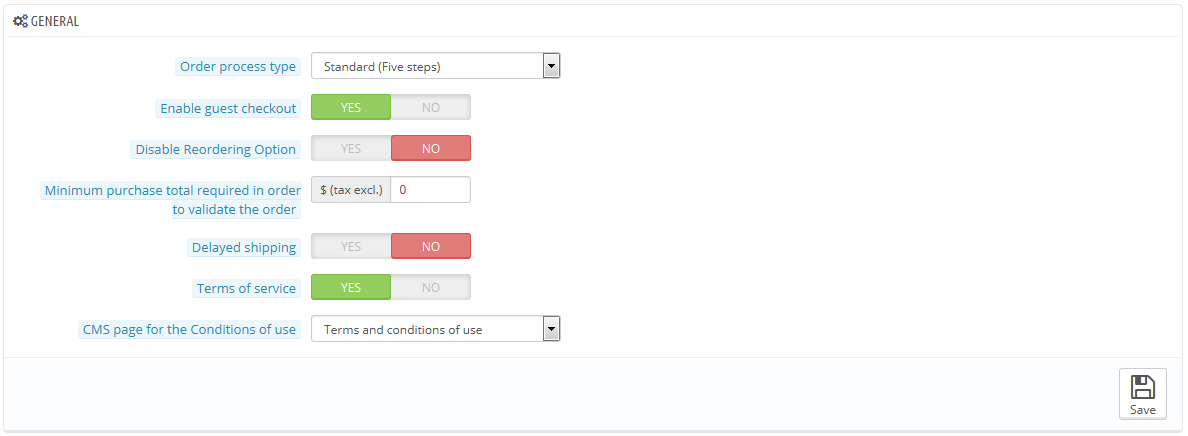 GENERAL
Order process type Standard (Five steps)
Enable guest checkout YES NO
Disable Reordering Option YES NO
Minimum purchase total required in order $ (tax excl.) 0
to validate the order
Delayed shipping YES NO
Terms of service YES NO
CMS page for the Conditions of use Terms and conditions of use
Save